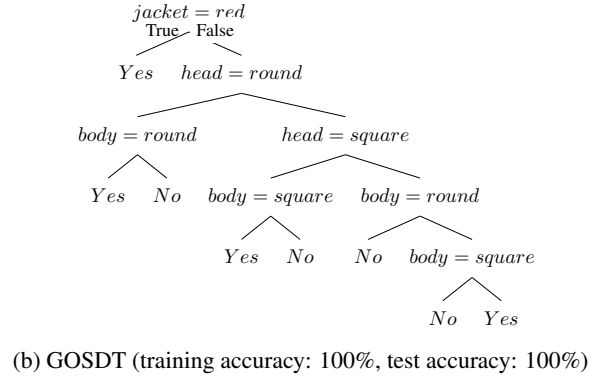 jacket = red
True False
Yes head = round
body = round head = square
Yes No body = square body = round
Yes No No body = square
No Yes
(b) GOSDT (training accuracy: 100%, test accuracy: 100%)